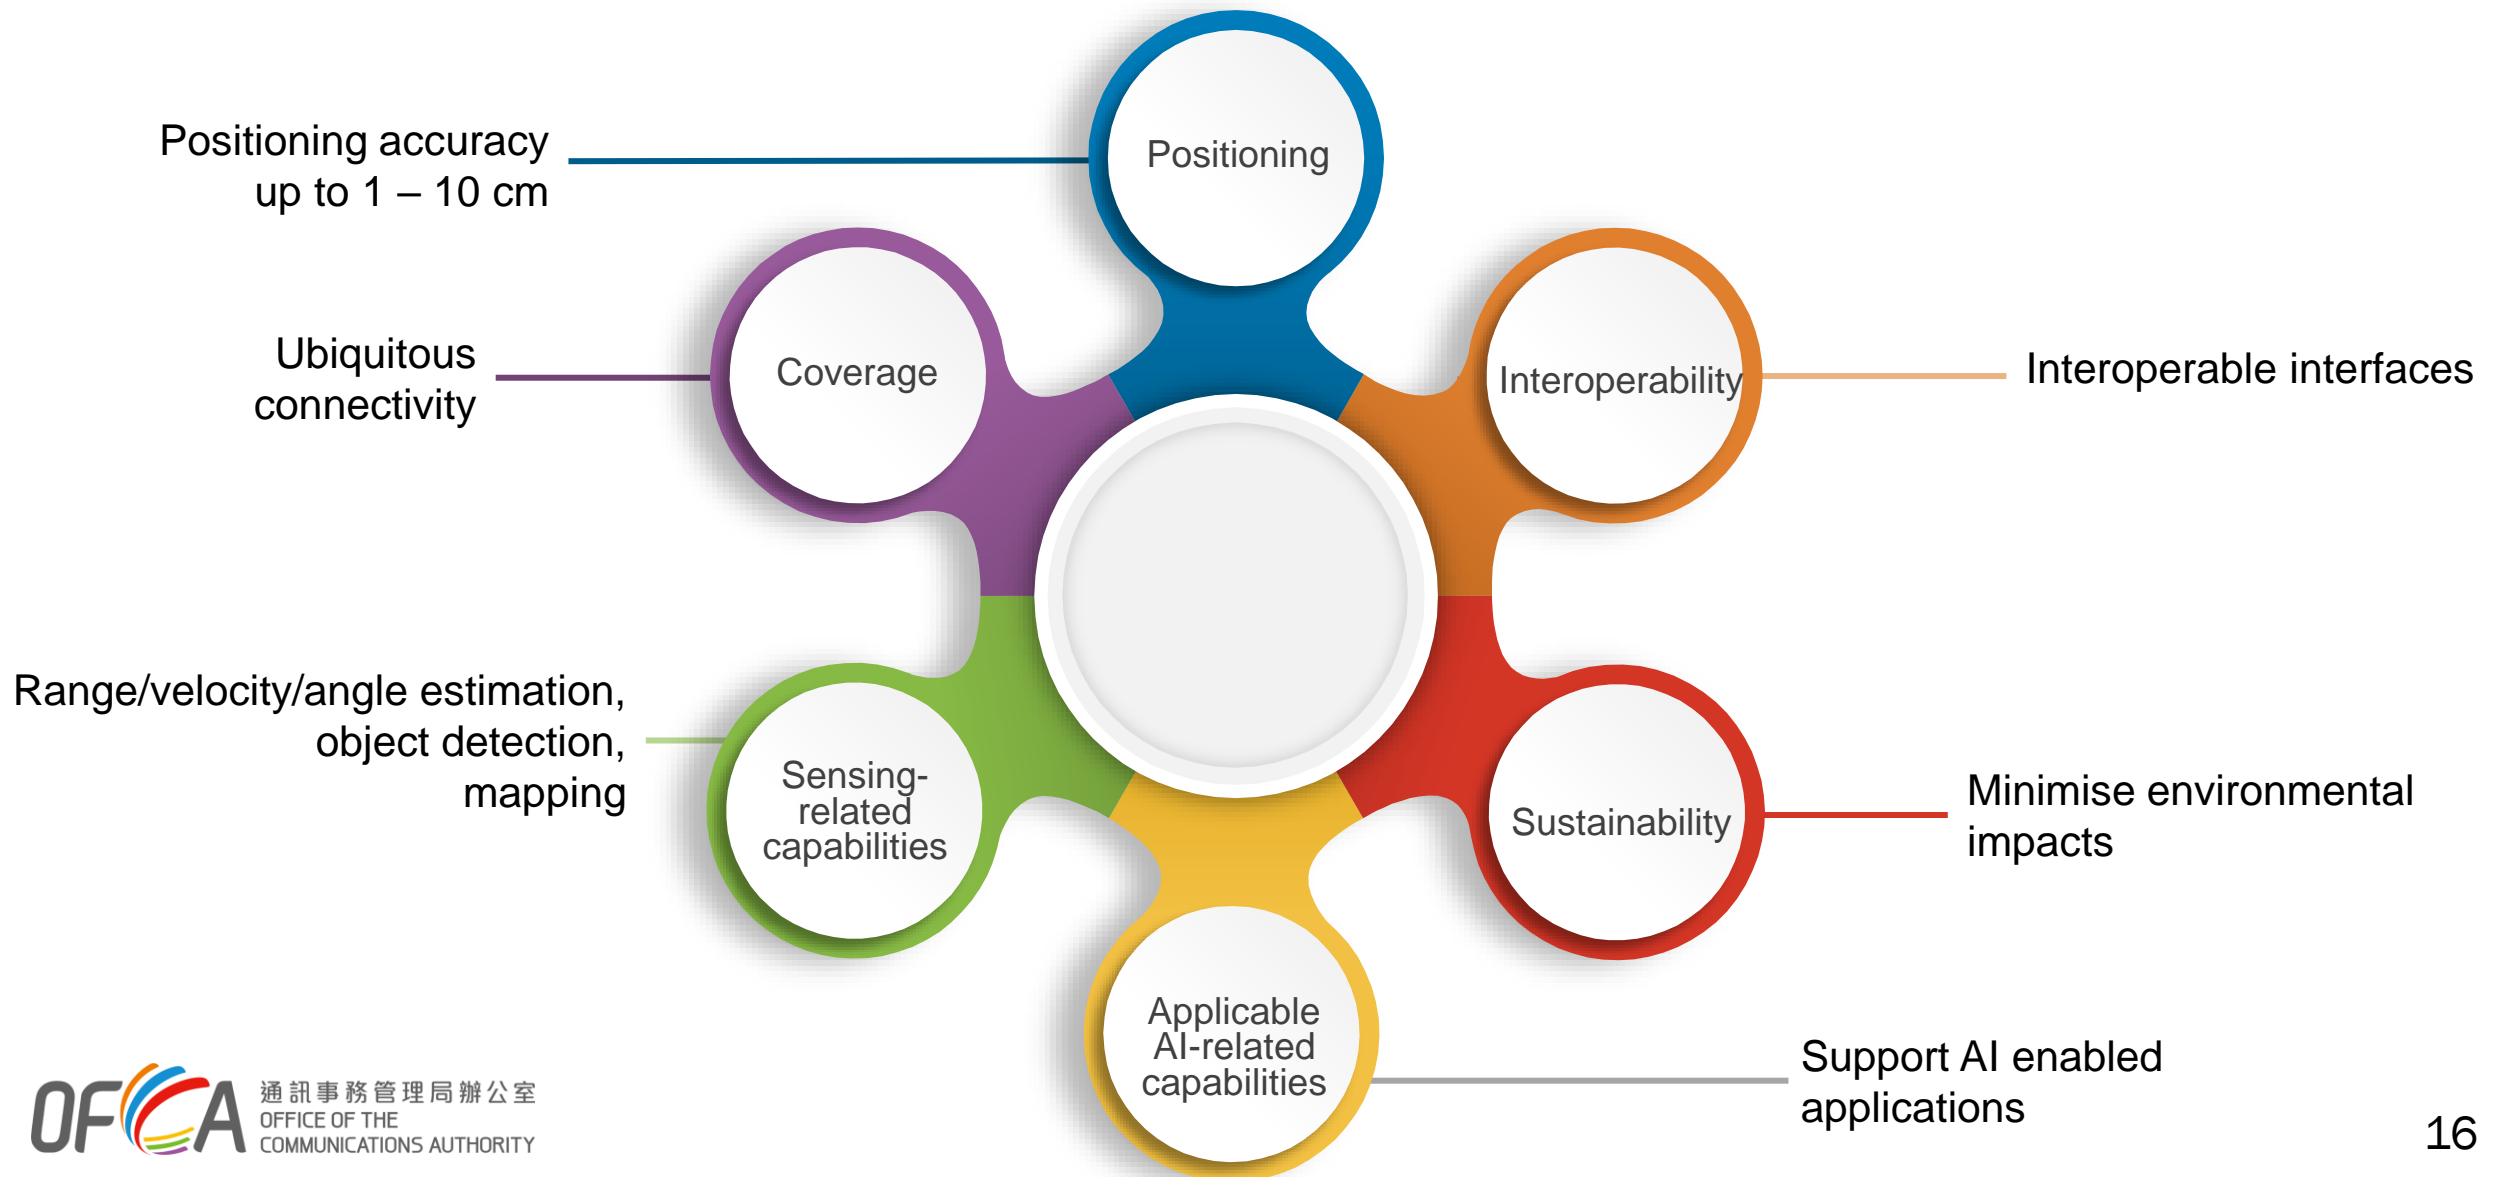 Positioning accuracy
up to 1 – 10 cm
Positioning
Ubiquitous
connectivity
Coverage
Interoperability
Interoperable interfaces
Range/velocity/angle estimation,
object detection,
mapping
Sensing-
related
capabilities
Sustainability
Minimise environmental
impacts
Applicable
AI-related
capabilities
Support AI enabled
applications
OFCA
通訊事務管理局辦公室
OFFICE OF THE
COMMUNICATIONS AUTHORITY
16